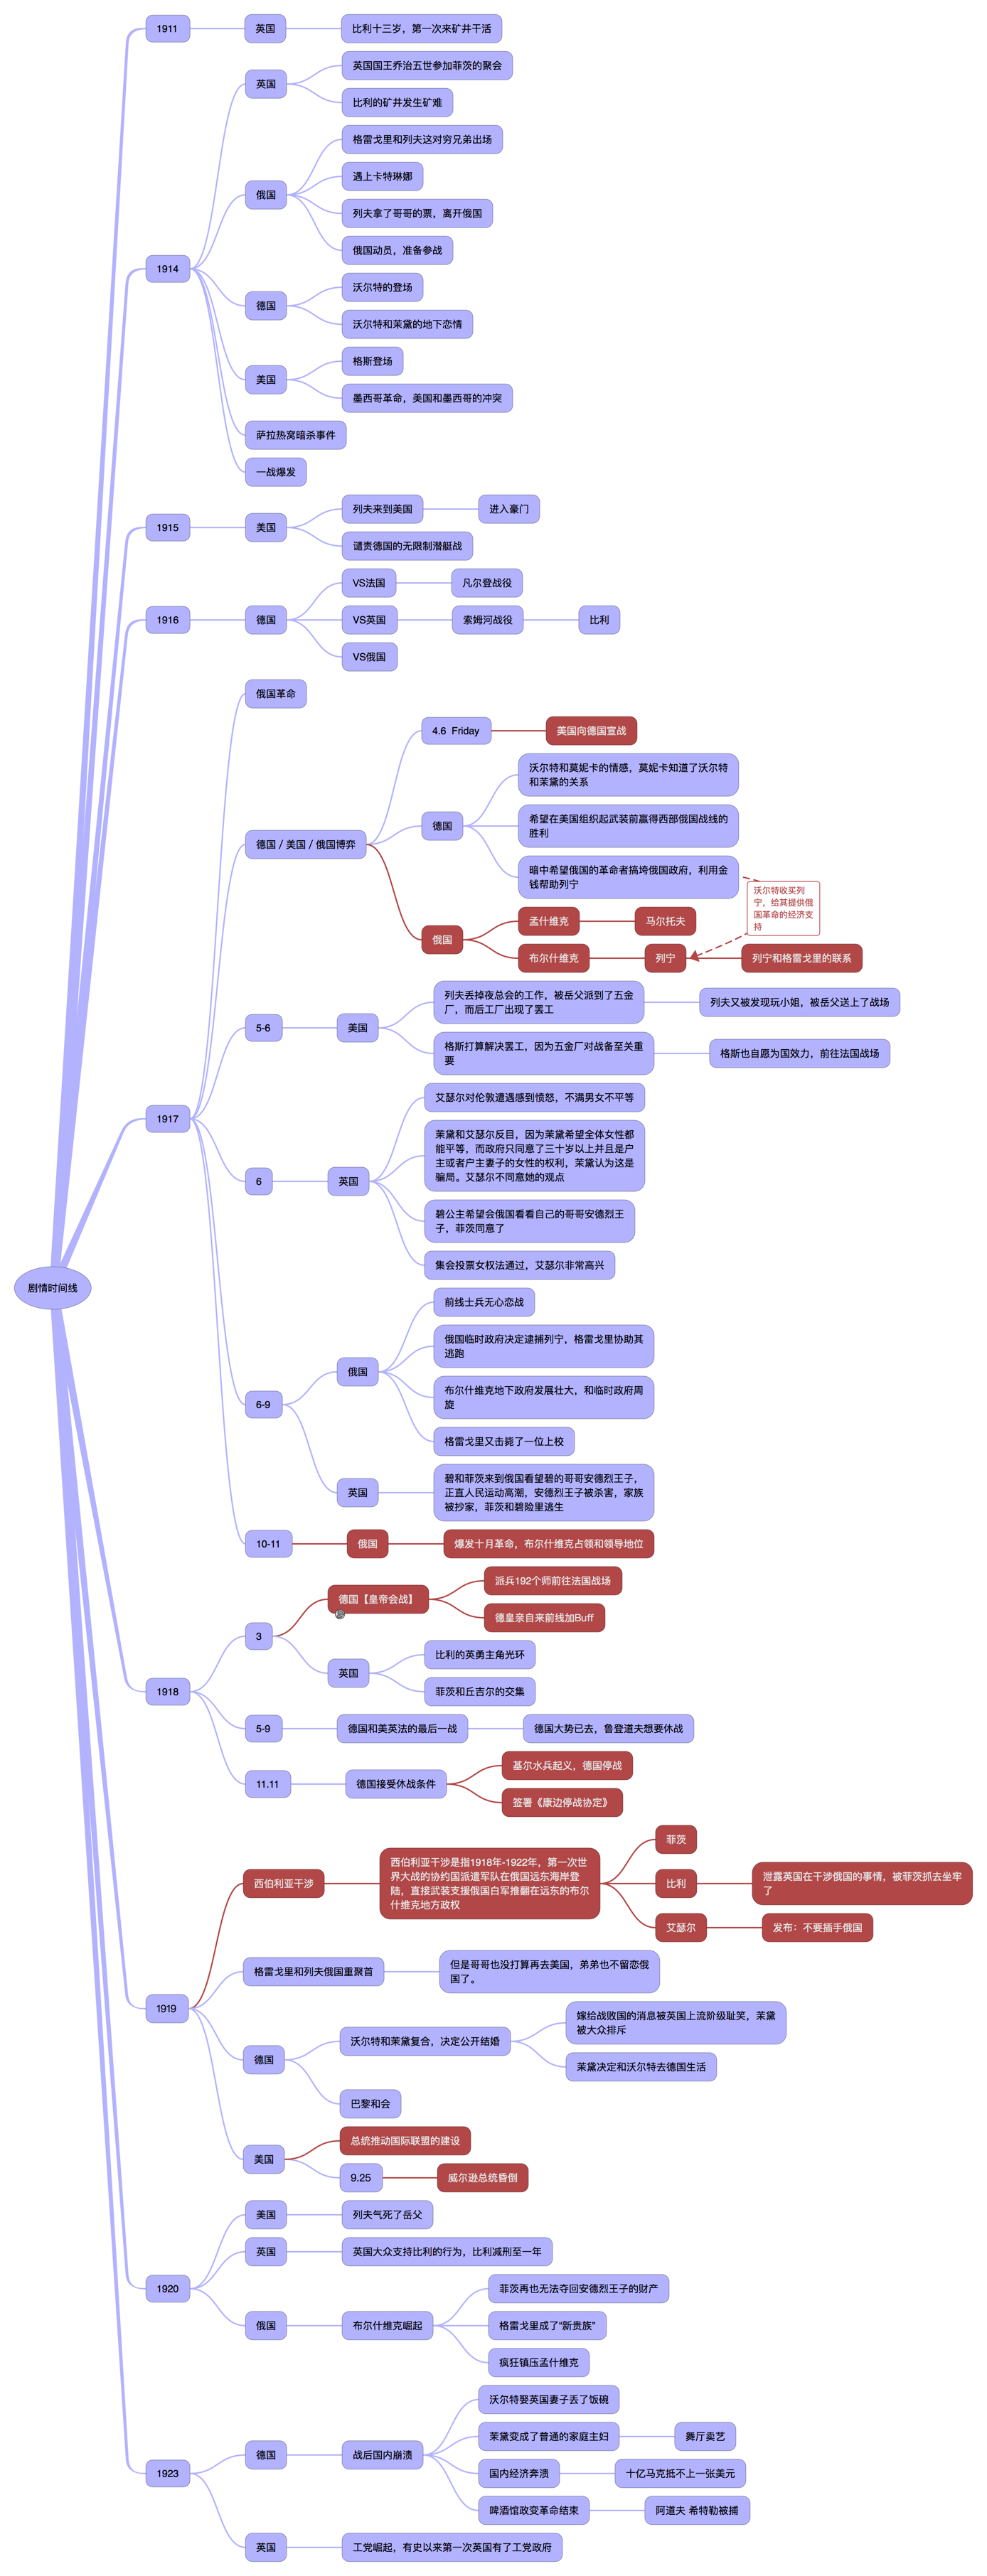 剧情时间线
1911
英国
比利十三岁，第一次来矿井干活
1914
英国
英国国王乔治五世参加菲茨的聚会
比利的矿井发生矿难
俄国
格雷戈里和列夫这对穷兄弟出场
遇上卡特琳娜
列夫拿了哥哥的票，离开俄国
俄国动员，准备参战
德国
沃尔特的登场
沃尔特和茉黛的地下恋情
美国
格斯登场
墨西哥革命，美国和墨西哥的冲突
萨拉热窝暗杀事件
一战爆发
1915
美国
列夫来到美国
进入豪门
谴责德国的无限制潜艇战
1916
德国
VS法国
凡尔登战役
VS英国
索姆河战役
比利
VS俄国
1917
俄国革命
德国 / 美国 / 俄国博弈
4.6 Friday
美国向德国宣战
德国
沃尔特和莫妮卡的情感，莫妮卡知道了沃尔特
和茉黛的关系
希望在美国组织起武装前赢得西部俄国战线的
胜利
暗中希望俄国的革命者搞垮俄国政府，利用金
钱帮助列宁
沃尔特收买列
宁，给其提供俄
国革命的经济支
持
俄国
孟什维克
马尔托夫
布尔什维克
列宁
列宁和格雷戈里的联系
5-6
美国
列夫丢掉夜总会的工作，被岳父派到了五金
厂，而后工厂出现了罢工
列夫又被发现玩小姐，被岳父送上了战场
格斯打算解决罢工，因为五金厂对战备至关重
要
格斯也自愿为国效力，前往法国战场
6
英国
艾瑟尔对伦敦遭遇感到愤怒，不满男女不平等
茉黛和艾瑟尔反目，因为茉黛希望全体女性都
能平等，而政府只同意了三十岁以上并且是户
主或者户主妻子的女性的权利，茉黛认为这是
骗局。艾瑟尔不同意她的观点
碧公主希望会俄国看看自己的哥哥安德烈王
子，菲茨同意了
集会投票女权法通过，艾瑟尔非常高兴
6-9
俄国
前线士兵无心恋战
俄国临时政府决定逮捕列宁，格雷戈里协助其
逃跑
布尔什维克地下政府发展壮大，和临时政府周
旋
格雷戈里又击毙了一位上校
英国
碧和菲茨来到俄国看望碧的哥哥安德烈王子，
正直人民运动高潮，安德烈王子被杀害，家族
被抄家，菲茨和碧险里逃生
10-11
俄国
爆发十月革命，布尔什维克占领和领导地位
1918
3
德国【皇帝会战】
派兵192个师前往法国战场
德皇亲自来前线加Buff
英国
比利的英勇主角光环
菲茨和丘吉尔的交集
5-9
德国和美英法的最后一战
德国大势已去，鲁登道夫想要休战
11.11
德国接受休战条件
基尔水兵起义，德国停战
签署《康边停战协定》
1919
西伯利亚干涉
西伯利亚干涉是指1918年-1922年，第一次世
界大战的协约国派遣军队在俄国远东海岸登
陆，直接武装支援俄国白军推翻在远东的布尔
什维克地方政权
菲茨
比利
泄露英国在干涉俄国的事情，被菲茨抓去坐牢
了
艾瑟尔
发布：不要插手俄国
格雷戈里和列夫俄国重聚首
但是哥哥也没打算再去美国，弟弟也不留恋俄
国了。
德国
沃尔特和茉黛复合，决定公开结婚
嫁给战败国的消息被英国上流阶级耻笑，茉黛
被大众排斥
茉黛决定和沃尔特去德国生活
巴黎和会
美国
总统推动国际联盟的建设
9.25
威尔逊总统昏倒
1920
美国
列夫气死了岳父
英国
英国大众支持比利的行为，比利减刑至一年
俄国
布尔什维克崛起
菲茨再也无法夺回安德烈王子的财产
格雷戈里成了“新贵族”
疯狂镇压孟什维克
1923
德国
战后国内崩溃
沃尔特娶英国妻子丢了饭碗
茉黛变成了普通的家庭主妇
舞厅卖艺
国内经济奔溃
十亿马克抵不上一张美元
啤酒馆政变革命结束
阿道夫 希特勒被捕
英国
工党崛起，有史以来第一次英国有了工党政府